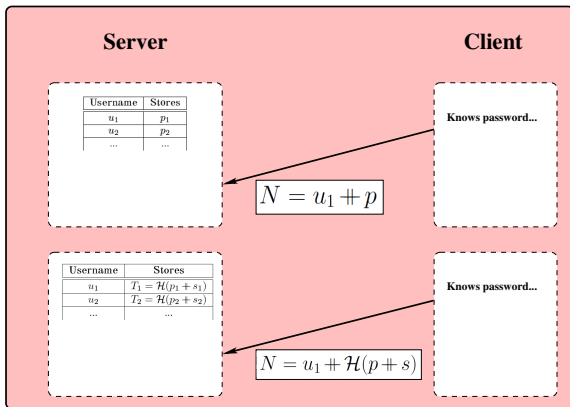 Server Client
Username Stores
u₁ p₁
u₂ p₂
... ...
Knows password...
N = u₁ + p
Username Stores
u₁ T₁ = ℋ(p₁ + s₁)
u₂ T₂ = ℋ(p₂ + s₂)
... ...
Knows password...
N = u₁ + ℋ(p + s)